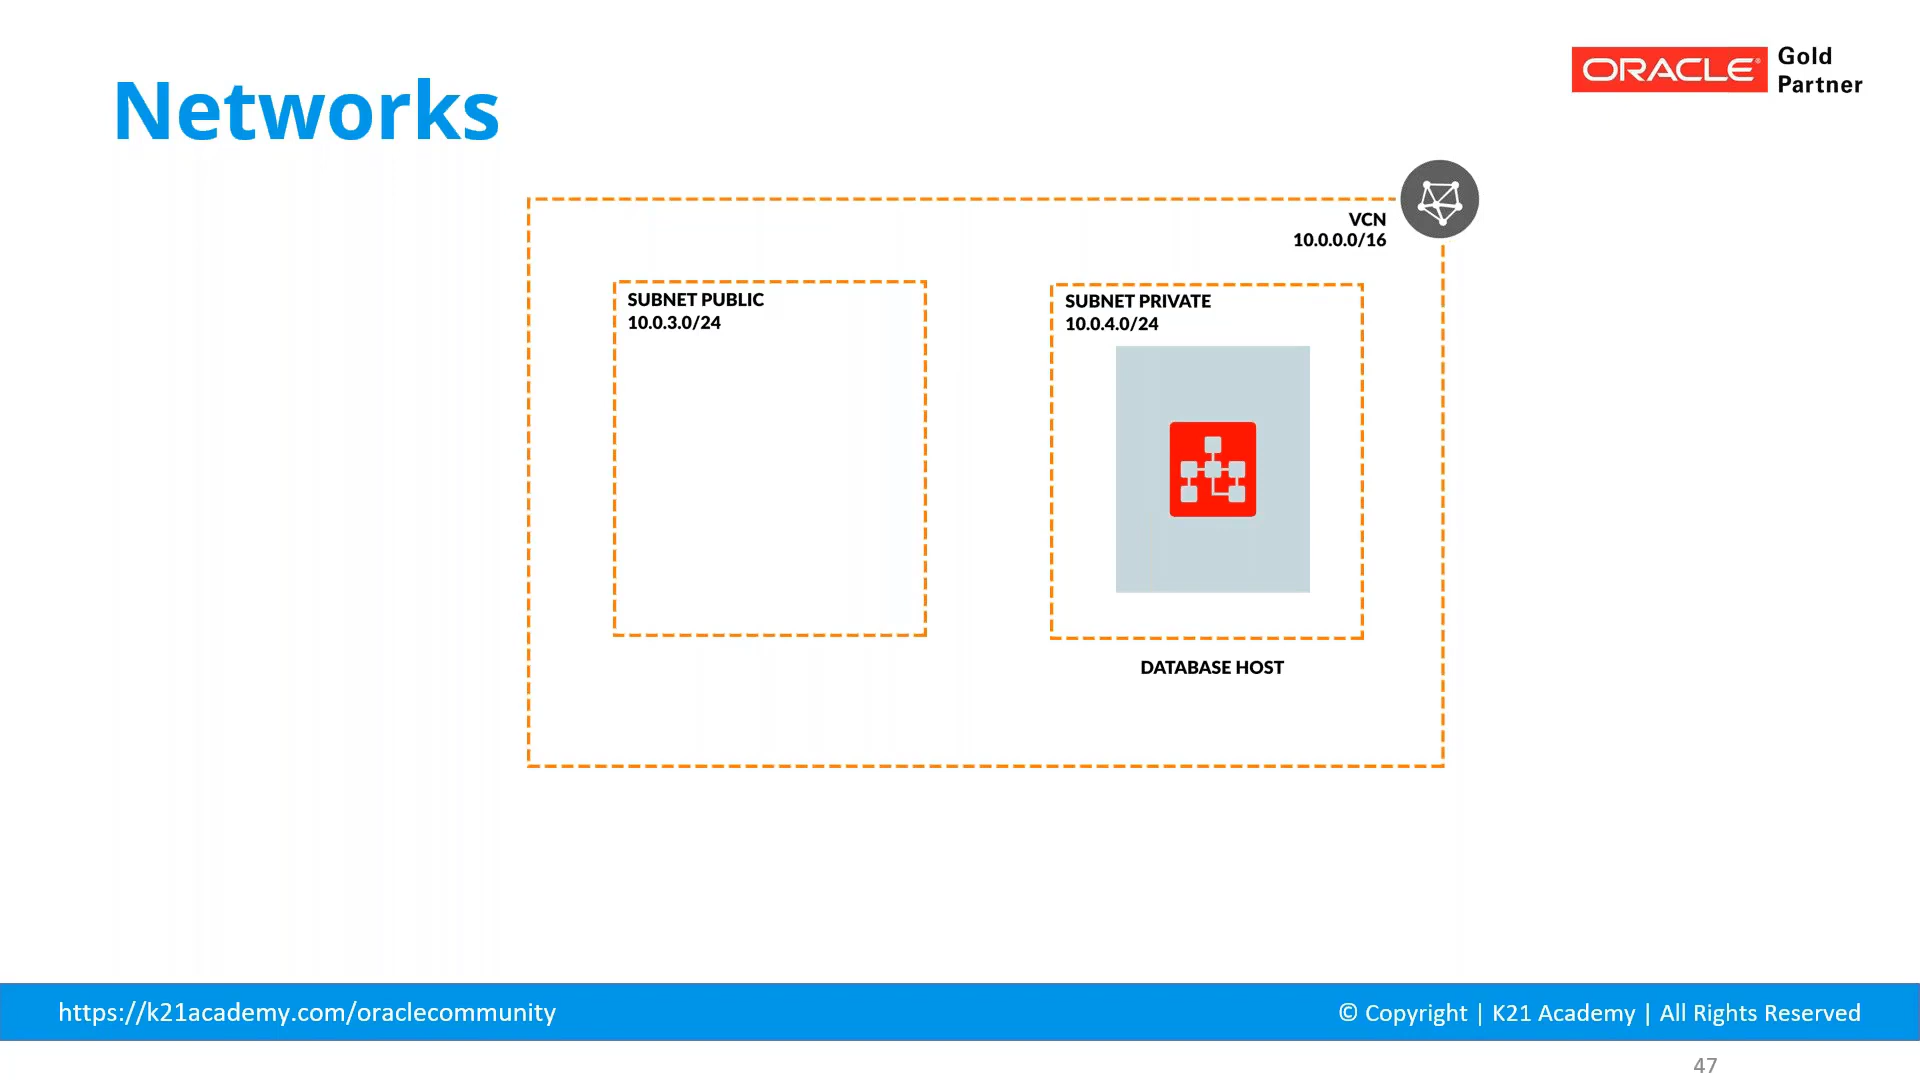 Networks
ORACLE®
Gold
Partner
VCN
10.0.0.0/16
SUBNET PUBLIC
10.0.3.0/24
SUBNET PRIVATE
10.0.4.0/24
DATABASE HOST
https://k21academy.com/oraclecommunity
© Copyright | K21 Academy | All Rights Reserved
47